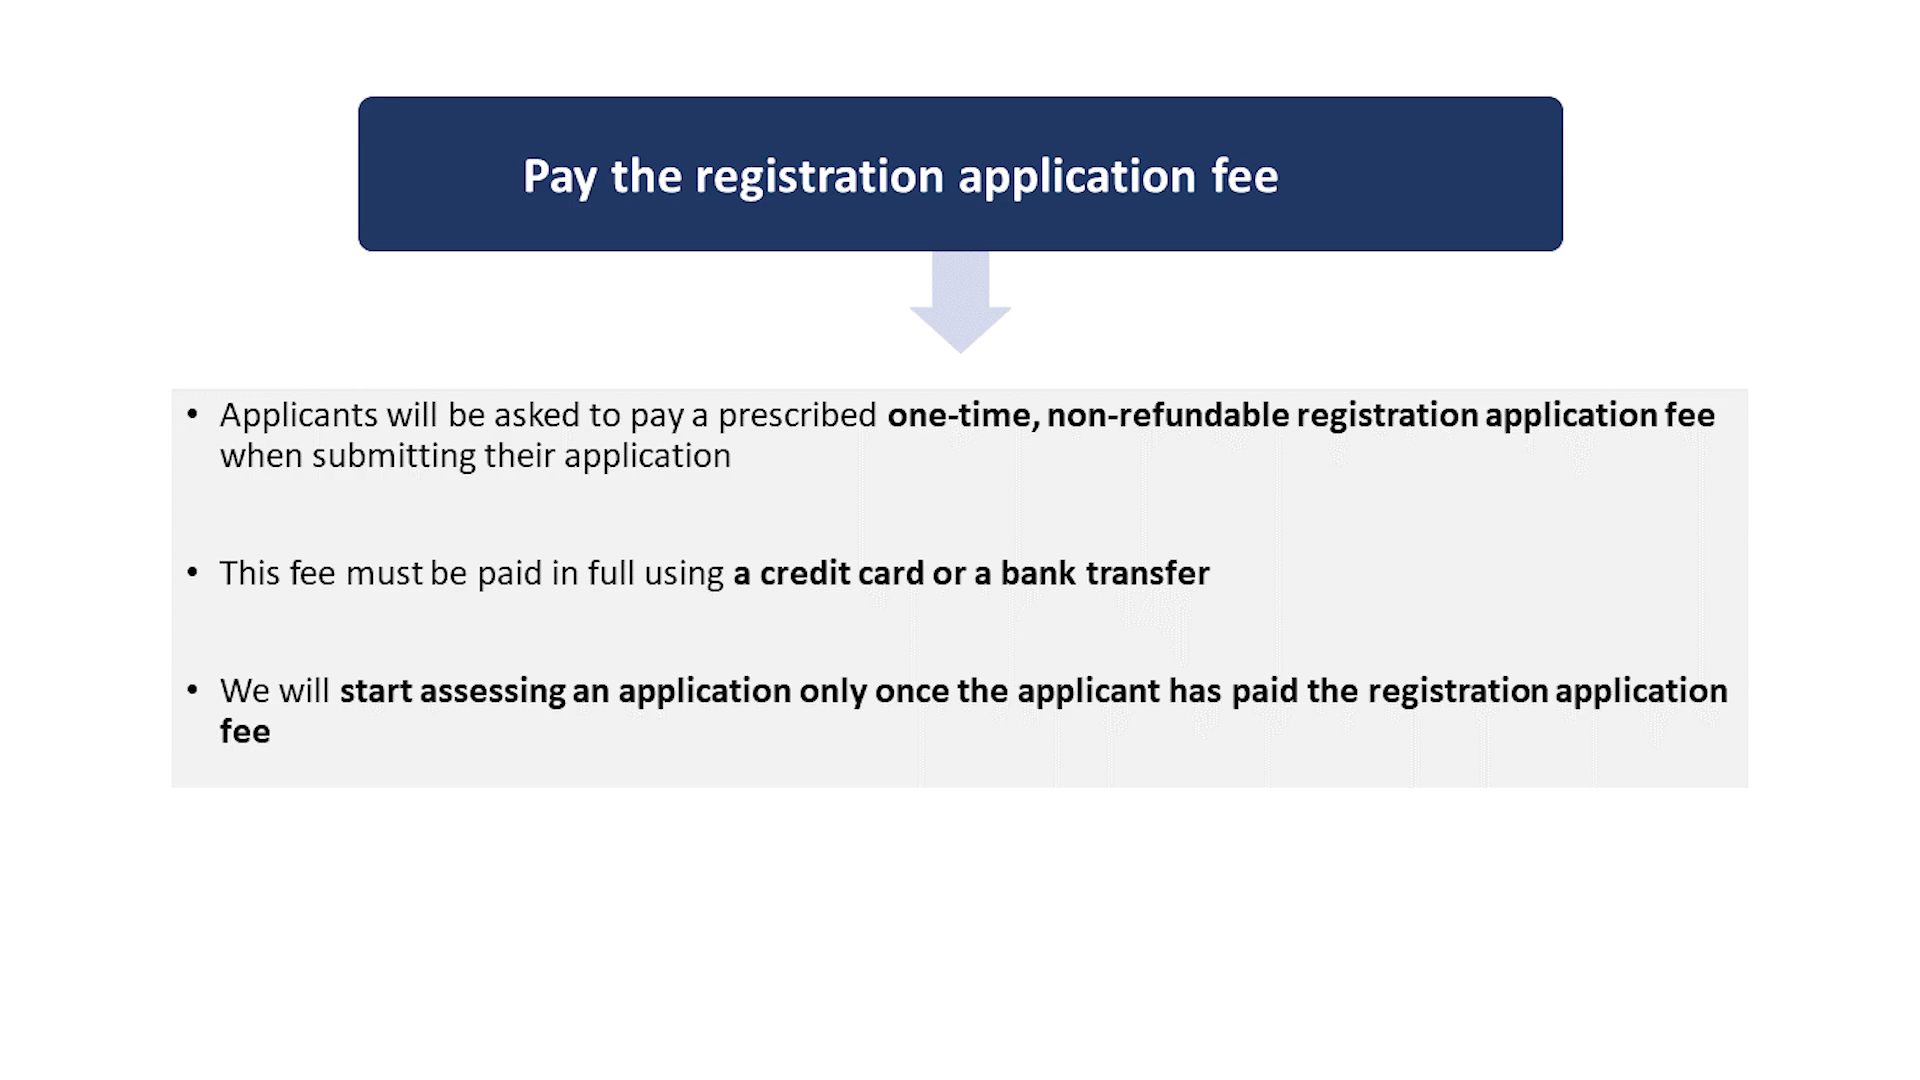 Pay the registration application fee
• Applicants will be asked to pay a prescribed one-time, non-refundable registration application fee
when submitting their application
• This fee must be paid in full using a credit card or a bank transfer
• We will start assessing an application only once the applicant has paid the registration application
fee